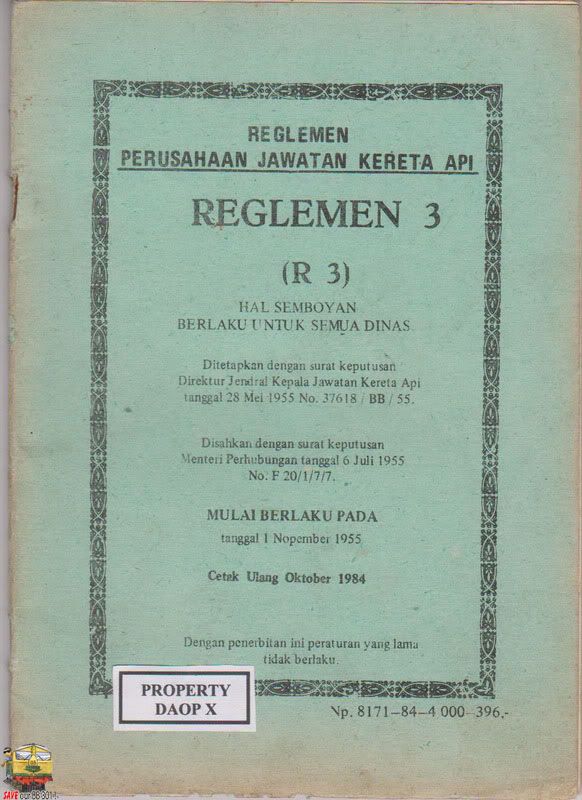 REGLEMEN
PERUSAHAAN JAWATAN KERETA API
REGLEMEN 3
(R 3)
HAL SEMBOYAN
BERLAKU UNTUK SEMUA DINAS
Ditetapkan dengan surat keputusan
Direktur Jendral Kepala Jawatan Kereta Api
tanggal 28 Mei 1955 No. 37618 / BB / 55.
Disahkan dengan surat keputusan
Menteri Perhubungan tanggal 6 Juli 1955
No. F 20/1/7/7.
MULAI BERLAKU PADA
tanggal 1 Nopember 1955
Cetak Ulang Oktober 1984
Dengan penerbitan ini peraturan yang lama
tidak berlaku.
PROPERTY
DAOP X
Np. 8171-84-4 000-396,-
SAVE our BB 301's